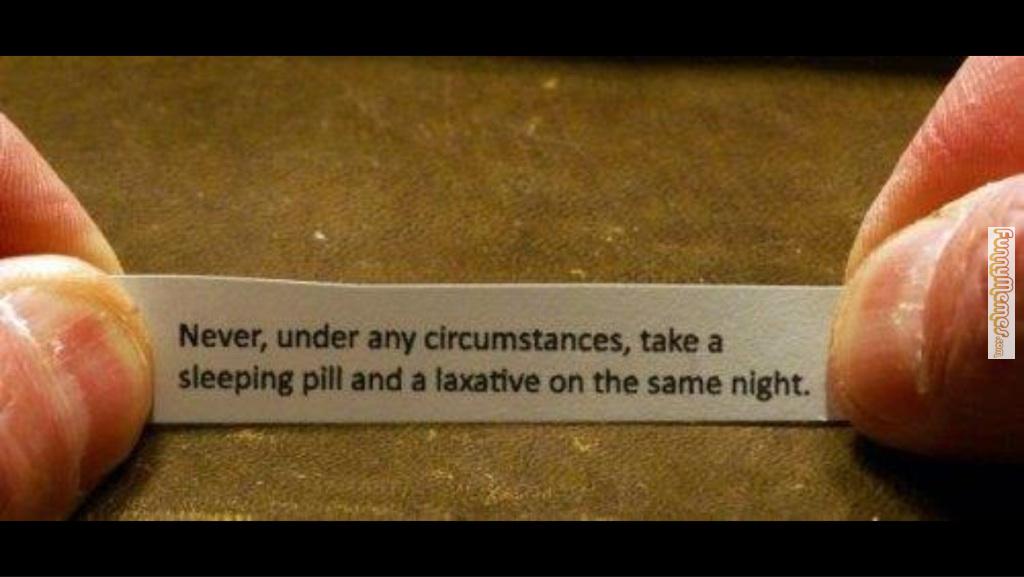 Never, under any circumstances, take a
sleeping pill and a laxative on the same night.
FunnyMemes.com